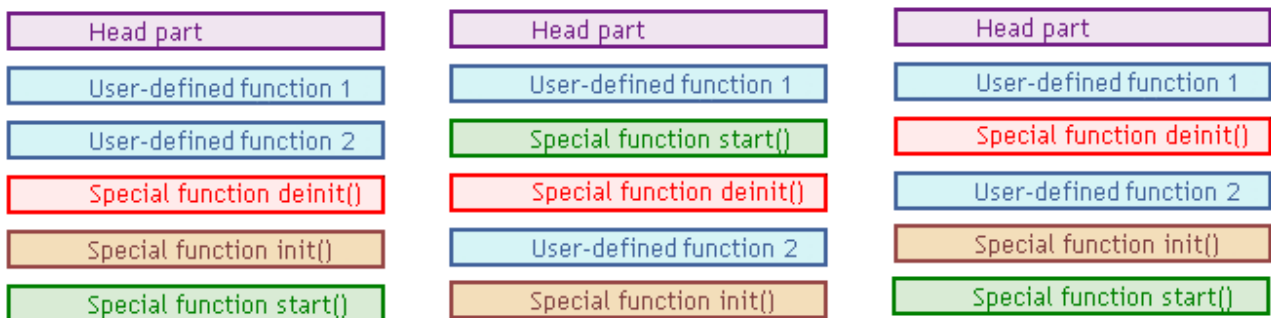 Head part
User-defined function 1
User-defined function 2
Special function deinit()
Special function init()
Special function start()
Head part
User-defined function 1
Special function start()
Special function deinit()
User-defined function 2
Special function init()
Head part
User-defined function 1
Special function deinit()
User-defined function 2
Special function init()
Special function start()